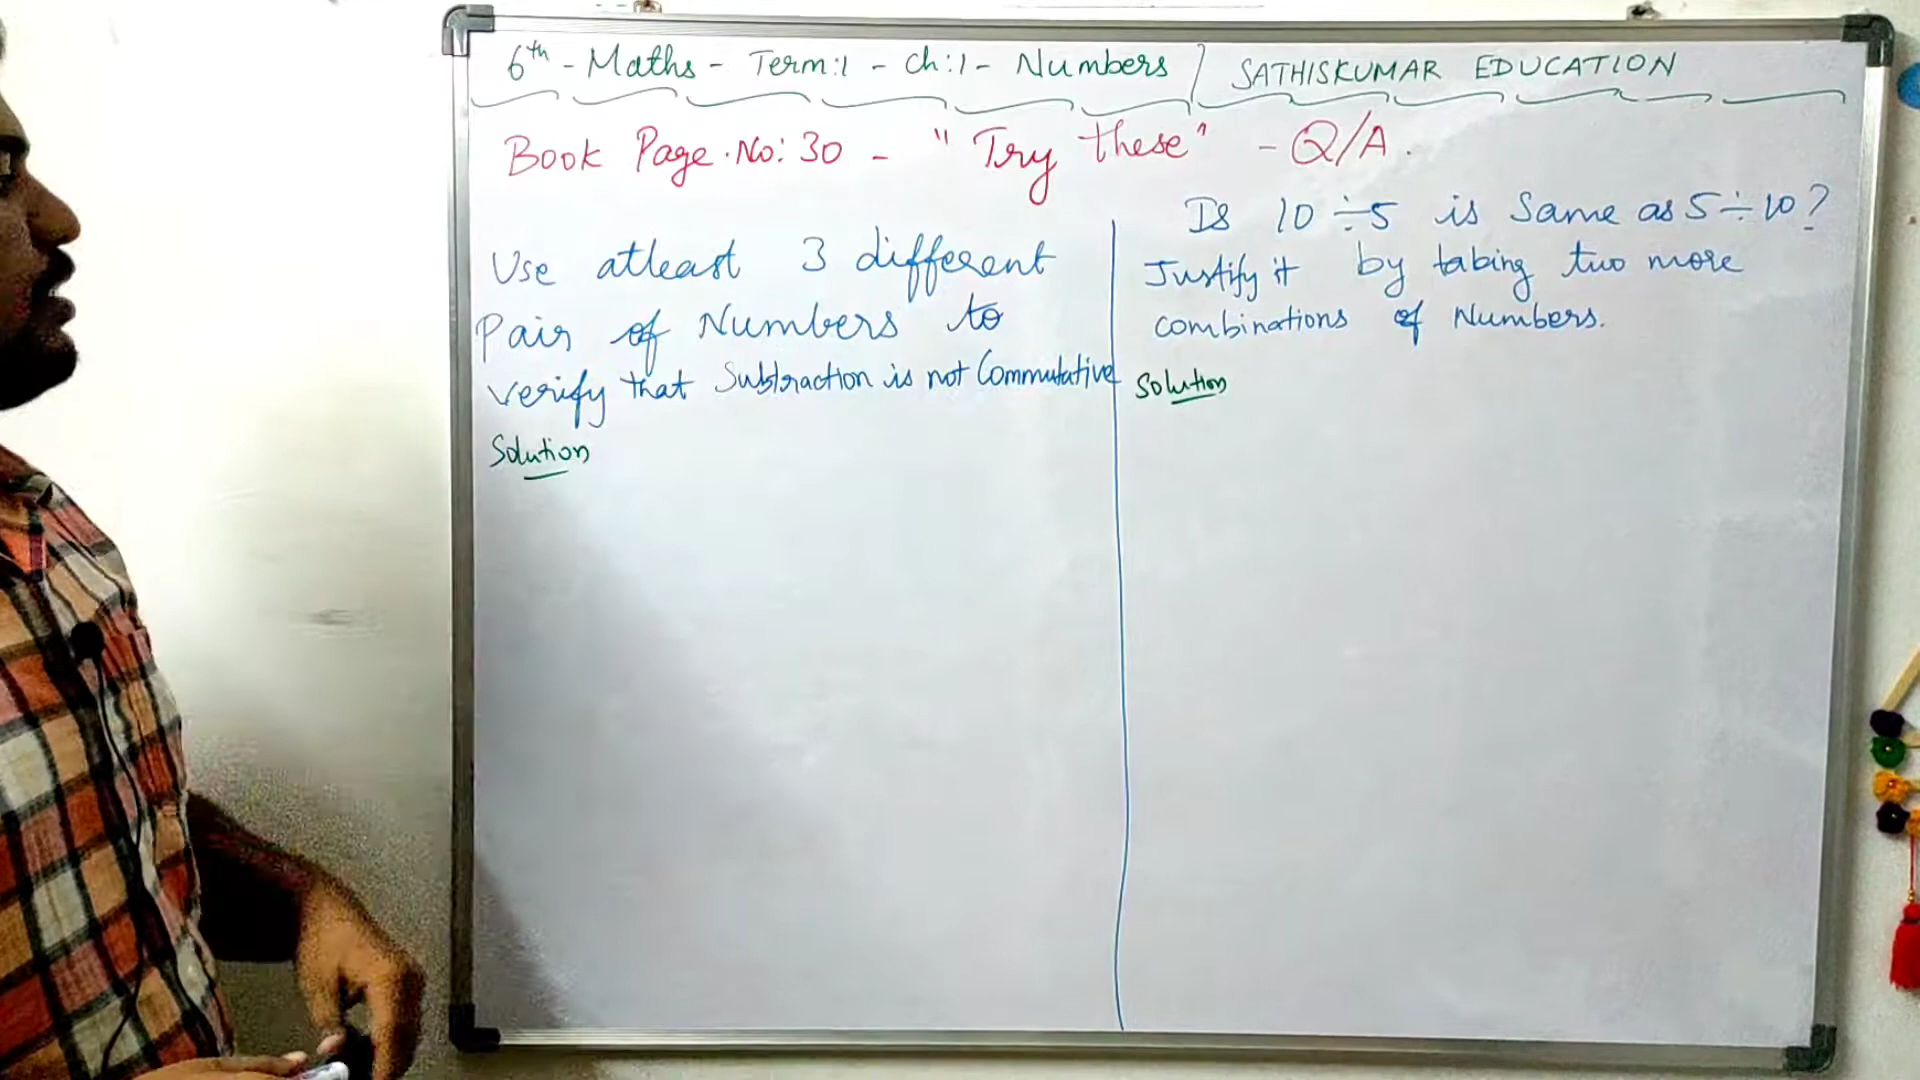 6th - Maths - Term:1 - Ch:1 - Numbers / SATHISKUMAR EDUCATION
Book Page.No: 30 - "Try these" - Q/A.
Use atleast 3 different
Pair of Numbers to
verify that Subtraction is not Commutative
Solution
Is 10 ÷ 5 is Same as 5 ÷ 10?
Justify it by taking two more
combinations of Numbers.
Solution